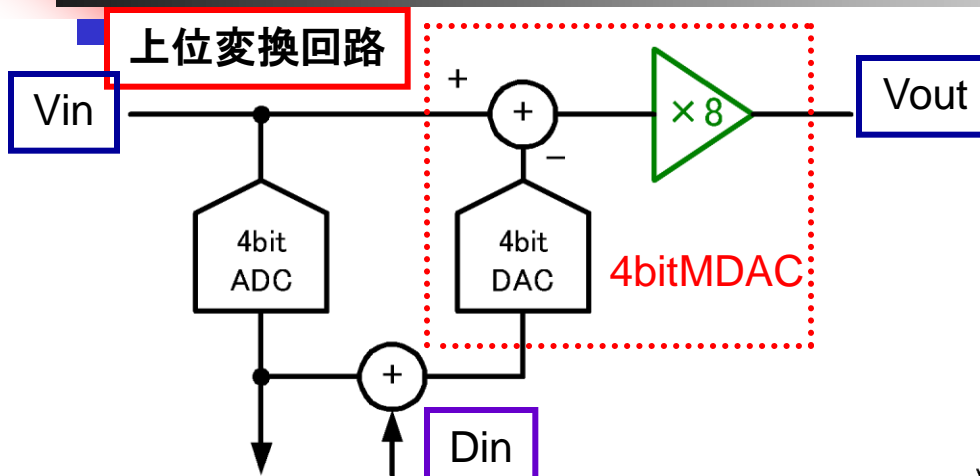 上位変換回路
Vin
+
+
−
×8
Vout
4bit
ADC
4bit
DAC
4bitMDAC
+
Din